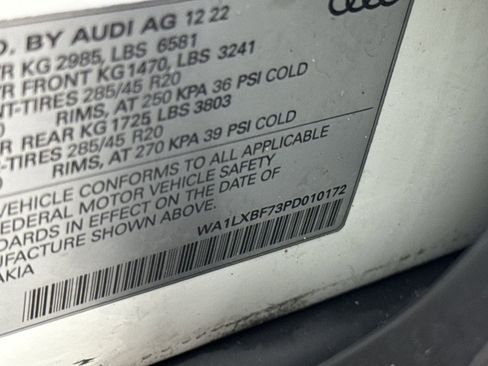 D. BY AUDI AG 12 22
R KG 2985, LBS 6581
R FRONT KG1470, LBS 3241
T-TIRES 285/45 R20
RIMS, AT 250 KPA 36 PSI COLD
R REAR KG 1725 LBS 3803
-TIRES 285/45 R20
RIMS, AT 270 KPA 39 PSI COLD
VEHICLE CONFORMS TO ALL APPLICABLE
EDERAL MOTOR VEHICLE SAFETY
DARDS IN EFFECT ON THE DATE OF
UFACTURE SHOWN ABOVE.
WA1LXBF73PD010172
AKIA